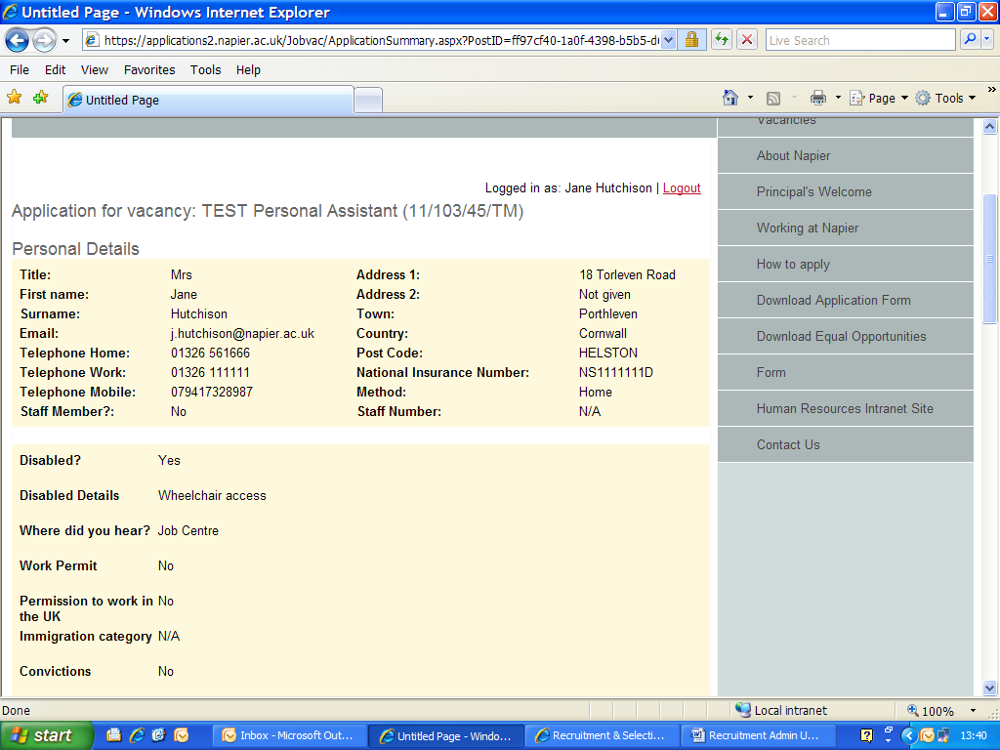 Untitled Page - Windows Internet Explorer
https://applications2.napier.ac.uk/Jobvac/ApplicationSummary.aspx?PostID=ff97cf40-1a0f-4398-b5b5-d
Live Search
File Edit View Favorites Tools Help
Untitled Page
Page Tools
Vacancies
About Napier
Principal's Welcome
Working at Napier
How to apply
Download Application Form
Download Equal Opportunities
Form
Human Resources Intranet Site
Contact Us
Logged in as: Jane Hutchison | Logout
Application for vacancy: TEST Personal Assistant (11/103/45/TM)
Personal Details
Title: Mrs Address 1: 18 Torleven Road
First name: Jane Address 2: Not given
Surname: Hutchison Town: Porthleven
Email: j.hutchison@napier.ac.uk Country: Cornwall
Telephone Home: 01326 561666 Post Code: HELSTON
Telephone Work: 01326 111111 National Insurance Number: NS1111111D
Telephone Mobile: 079417328987 Method: Home
Staff Member?: No Staff Number: N/A
Disabled? Yes
Disabled Details Wheelchair access
Where did you hear? Job Centre
Work Permit No
Permission to work in No
the UK
Immigration category N/A
Convictions No
Done Local intranet 100%
start Inbox - Microsoft Out... Untitled Page - Windo... Recruitment & Selecti... Recruitment Admin U... 13:40